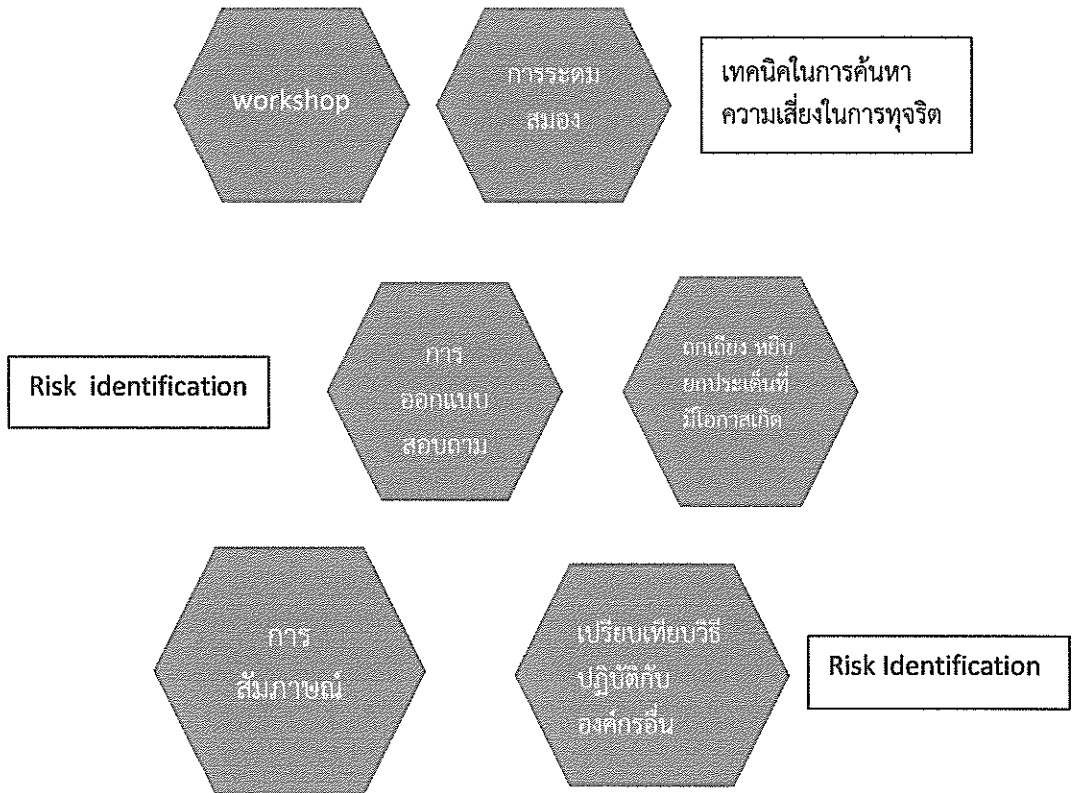 workshop
การระดม
สมอง
เทคนิคในการค้นหา
ความเสี่ยงในการทุจริต
Risk identification
การ
ออกแบบ
สอบถาม
ถกเถียง หยิบ
ยกประเด็นที่
มีโอกาสเกิด
การ
สัมภาษณ์
เปรียบเทียบวิธี
ปฏิบัติกับ
องค์กรอื่น
Risk Identification